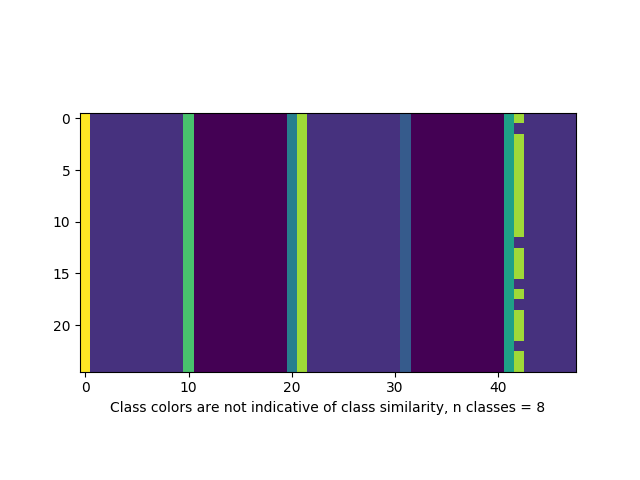 0
5
10
15
20
0 10 20 30 40
Class colors are not indicative of class similarity, n classes = 8